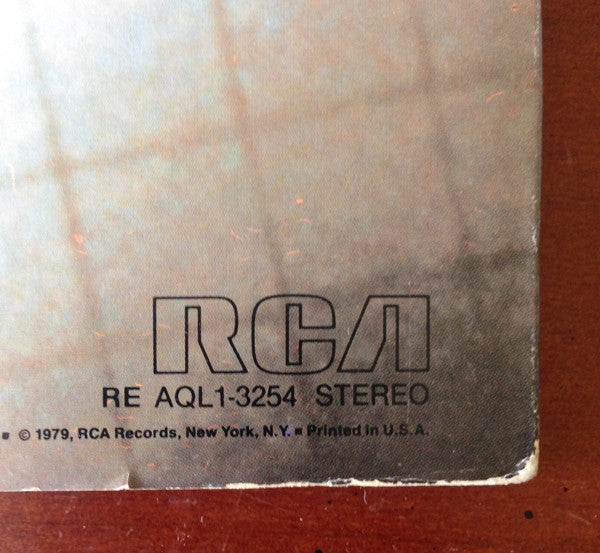 RCA
RE AQL1-3254 STEREO
▪ © 1979, RCA Records, New York, N.Y. ▪ Printed in U.S.A.